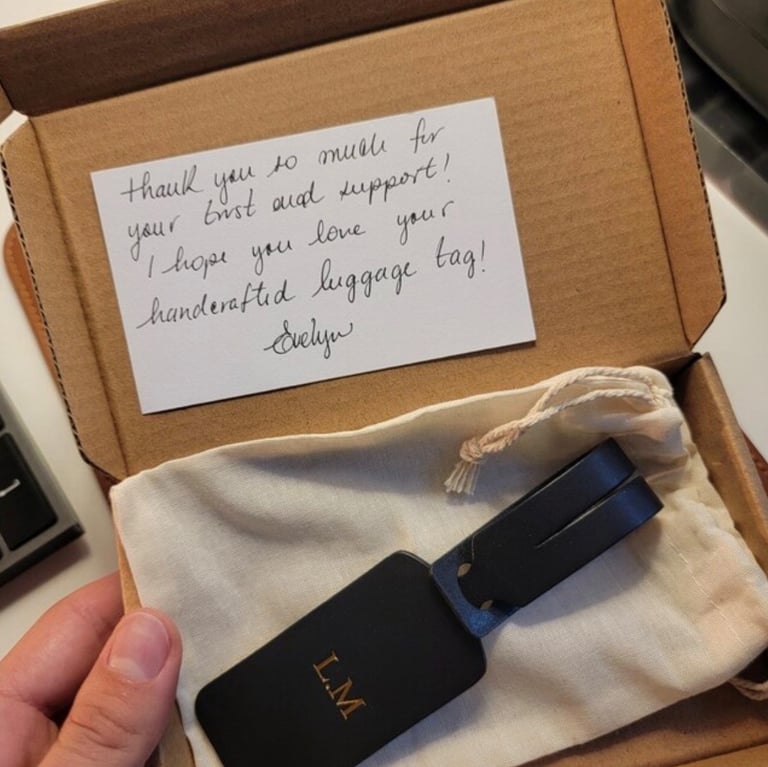 thank you so much for
your trust and support!
I hope you love your
handcrafted luggage tag!
Evelyn
L.M